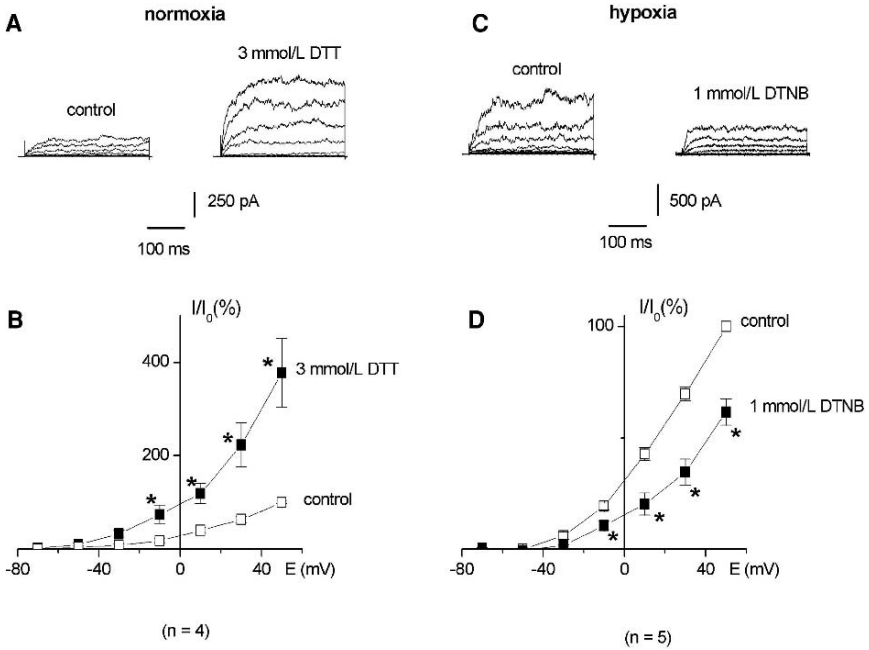 A
normoxia
control
3 mmol/L DTT
250 pA
100 ms
C
hypoxia
control
1 mmol/L DTNB
500 pA
100 ms
B
I/I0(%)
400
200
*
*
*
*
3 mmol/L DTT
control
-80
-40
0
40
E (mV)
(n = 4)
D
I/I0(%)
100
control
1 mmol/L DTNB
*
*
*
*
-80
-40
0
40
E (mV)
(n = 5)